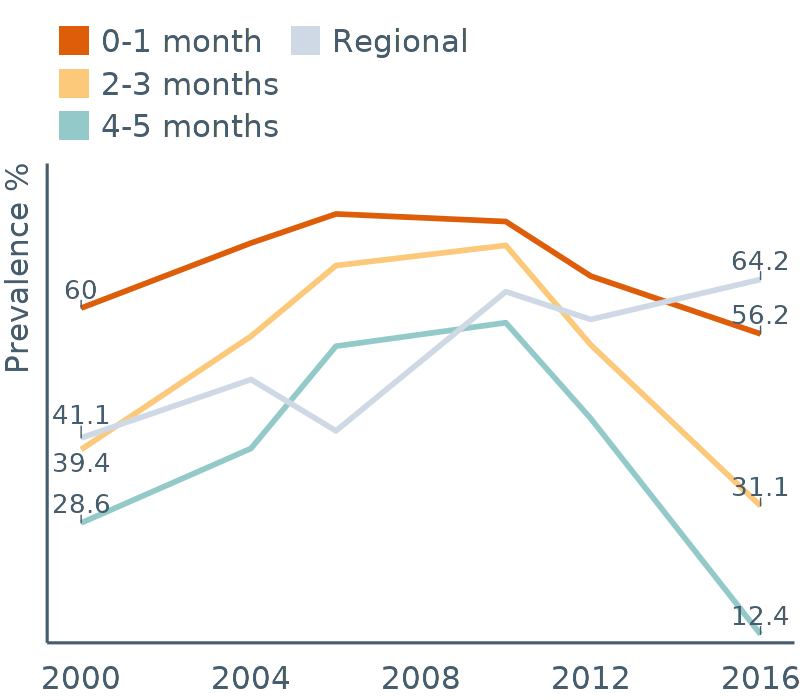 0-1 month
Regional
2-3 months
4-5 months
Prevalence %
60
41.1
39.4
28.6
64.2
56.2
31.1
12.4
2000 2004 2008 2012 2016